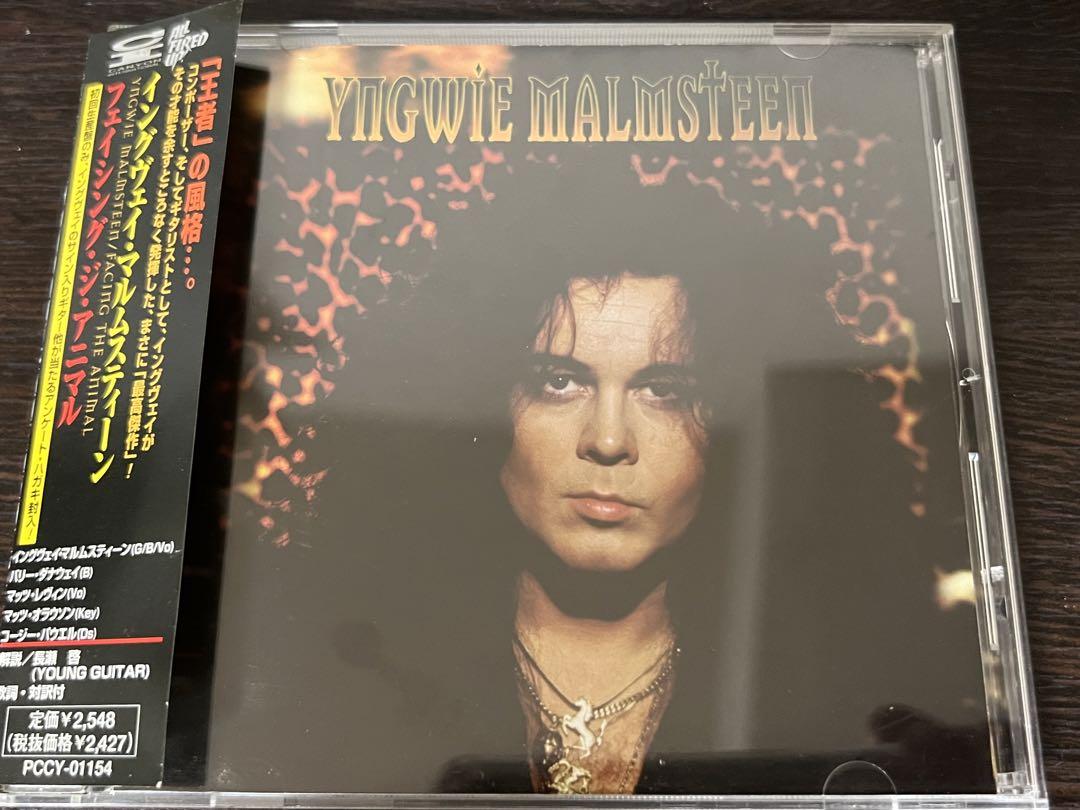 CANYON
ALL FIRED UP!
「王者」の風格…。
コンポーザー、そしてギタリストとして、イングヴェイが
その才能を余すところなく発揮した、まさに「最高傑作」!
イングヴェイ・マルムスティーン
YNGWIE MALMSTEEN/FACING THE ANIMAL
フェイシング・ジ・アニマル
初回生産盤のみ、イングヴェイのサイン入りギター他が当たるアンケート・ハガキ封入!
イングヴェイ・マルムスティーン(G/B/Vo)
バリー・ダナウェイ(B)
マッツ・レヴィン(Vo)
マッツ・オラウソン(Key)
コージー・パウエル(Ds)
解説/長瀬 啓
(YOUNG GUITAR)
歌詞・対訳付
定価¥2,548
(税抜価格¥2,427)
PCCY-01154
YNGWIE MALMSTEEN